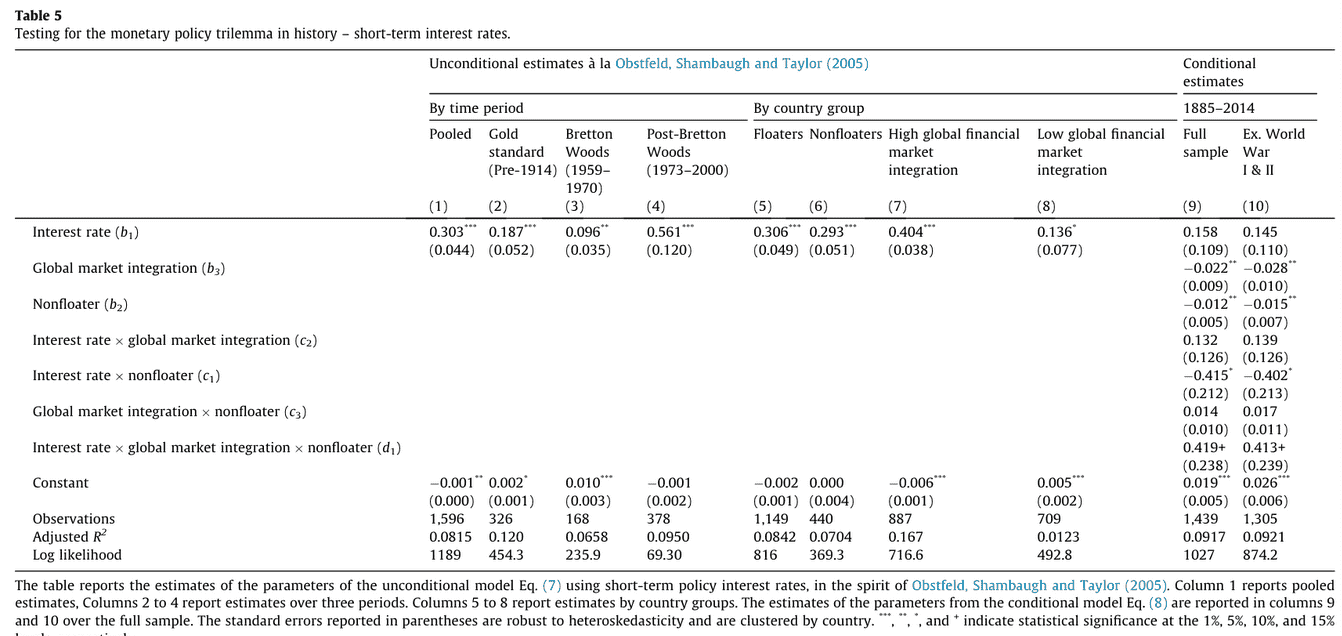 Table 5
Testing for the monetary policy trilemma in history – short-term interest rates.
Unconditional estimates à la Obstfeld, Shambaugh and Taylor (2005) Conditional
estimates
By time period By country group 1885–2014
Pooled Gold Bretton Post-Bretton Floaters Nonfloaters High global financial Low global financial Full Ex. World
standard Woods Woods market market sample War
(Pre-1914) (1959– (1973–2000) integration integration I & II
1970)
(1) (2) (3) (4) (5) (6) (7) (8) (9) (10)
Interest rate (b₁) 0.303*** 0.187*** 0.096** 0.561*** 0.306*** 0.293*** 0.404*** 0.136* 0.158 0.145
(0.044) (0.052) (0.035) (0.120) (0.049) (0.051) (0.038) (0.077) (0.109) (0.110)
Global market integration (b₃) −0.022** −0.028**
(0.009) (0.010)
Nonfloater (b₂) −0.012** −0.015**
(0.005) (0.007)
Interest rate × global market integration (c₂) 0.132 0.139
(0.126) (0.126)
Interest rate × nonfloater (c₁) −0.415* −0.402*
(0.212) (0.213)
Global market integration × nonfloater (c₃) 0.014 0.017
(0.010) (0.011)
Interest rate × global market integration × nonfloater (d₁) 0.419+ 0.413+
(0.238) (0.239)
Constant −0.001** 0.002* 0.010*** −0.001 −0.002 0.000 −0.006*** 0.005*** 0.019*** 0.026***
(0.000) (0.001) (0.003) (0.002) (0.001) (0.004) (0.001) (0.002) (0.005) (0.006)
Observations 1,596 326 168 378 1,149 440 887 709 1,439 1,305
Adjusted R² 0.0815 0.120 0.0658 0.0950 0.0842 0.0704 0.167 0.0123 0.0917 0.0921
Log likelihood 1189 454.3 235.9 69.30 816 369.3 716.6 492.8 1027 874.2
The table reports the estimates of the parameters of the unconditional model Eq. (7) using short-term policy interest rates, in the spirit of Obstfeld, Shambaugh and Taylor (2005). Column 1 reports pooled
estimates, Columns 2 to 4 report estimates over three periods. Columns 5 to 8 report estimates by country groups. The estimates of the parameters from the conditional model Eq. (8) are reported in columns 9
and 10 over the full sample. The standard errors reported in parentheses are robust to heteroskedasticity and are clustered by country. ***, **, *, and + indicate statistical significance at the 1%, 5%, 10%, and 15%